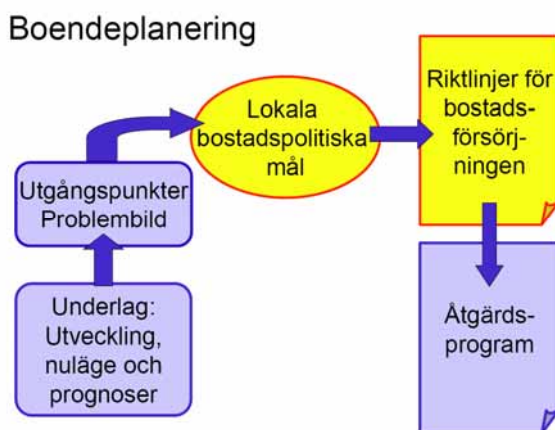 Boendeplanering
Underlag:
Utveckling,
nuläge och
prognoser
Utgångspunkter
Problembild
Lokala
bostadspolitiska
mål
Riktlinjer för
bostads-
försörj-
ningen
Åtgärds-
program